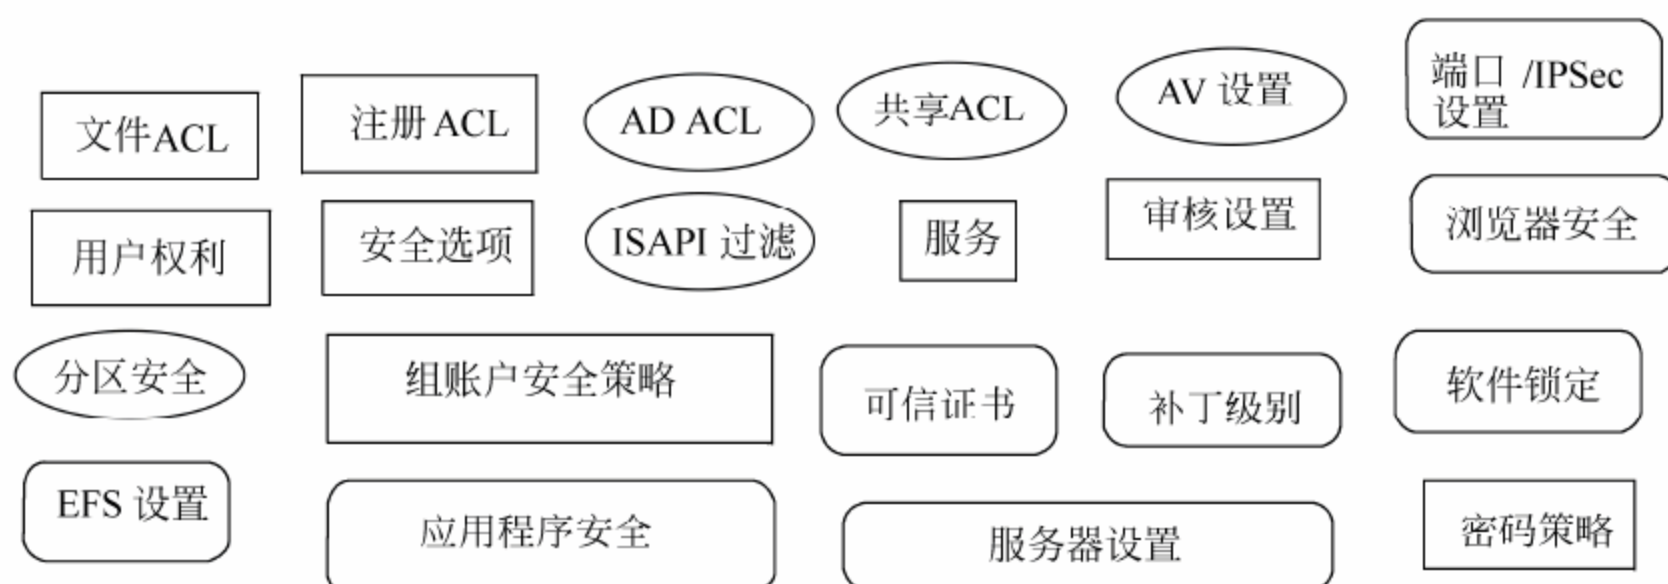 文件ACL
注册 ACL
AD ACL
共享ACL
AV 设置
端口 /IPSec
设置
用户权利
安全选项
ISAPI 过滤
服务
审核设置
浏览器安全
分区安全
组账户安全策略
可信证书
补丁级别
软件锁定
EFS 设置
应用程序安全
服务器设置
密码策略